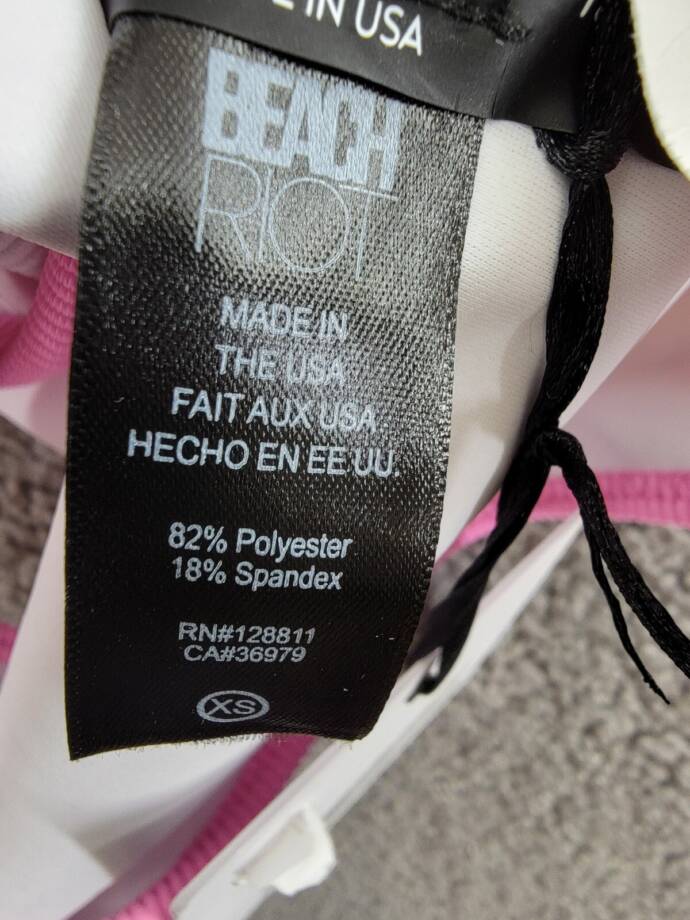 IN USA
BEACH
RIOT
MADE IN
THE USA
FAIT AUX USA
HECHO EN EE UU.
82% Polyester
18% Spandex
RN#128811
CA#36979
XS